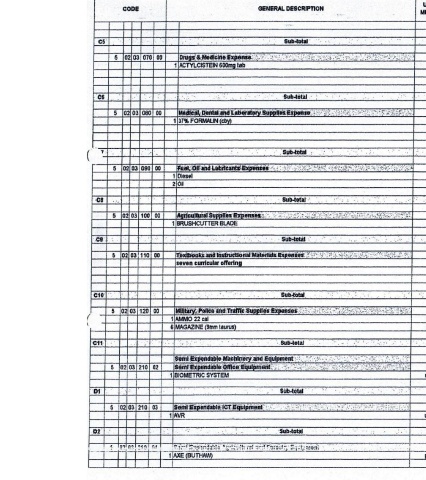 CODE GENERAL DESCRIPTION
C5 Sub-total
5 02 03 070 00 Drugs & Medicine Expense
1 ACTYLCISTEIN 600mg tab
C6 Sub-total
5 02 03 080 00 Medical, Dental and Laboratory Supplies Expense
1 37% FORMALIN (cby)
7 Sub-total
5 02 03 090 00 Fuel, Oil and Lubricants Expenses
1 Diesel
2 Oil
C8 Sub-total
5 02 03 100 00 Agricultural Supplies Expenses
1 BRUSHCUTTER BLADE
C9 Sub-total
5 02 03 110 00 Textbooks and Instructional Materials Expenses
seven curricular offering
C10 Sub-total
5 02 03 120 00 Military, Police and Traffic Supplies Expenses
1 AMMO 22 cal
6 MAGAZINE (9mm taurus)
C11 Sub-total
Semi Expendable Machinery and Equipment
5 02 03 210 02 Semi Expendable Office Equipment
1 BIOMETRIC SYSTEM
D1 Sub-total
5 02 03 210 03 Semi Expendable ICT Equipment
1 AVR
D2 Sub-total
Semi Expendable Agricultural and Forestry Equipment
1 AXE (BUTHAW)